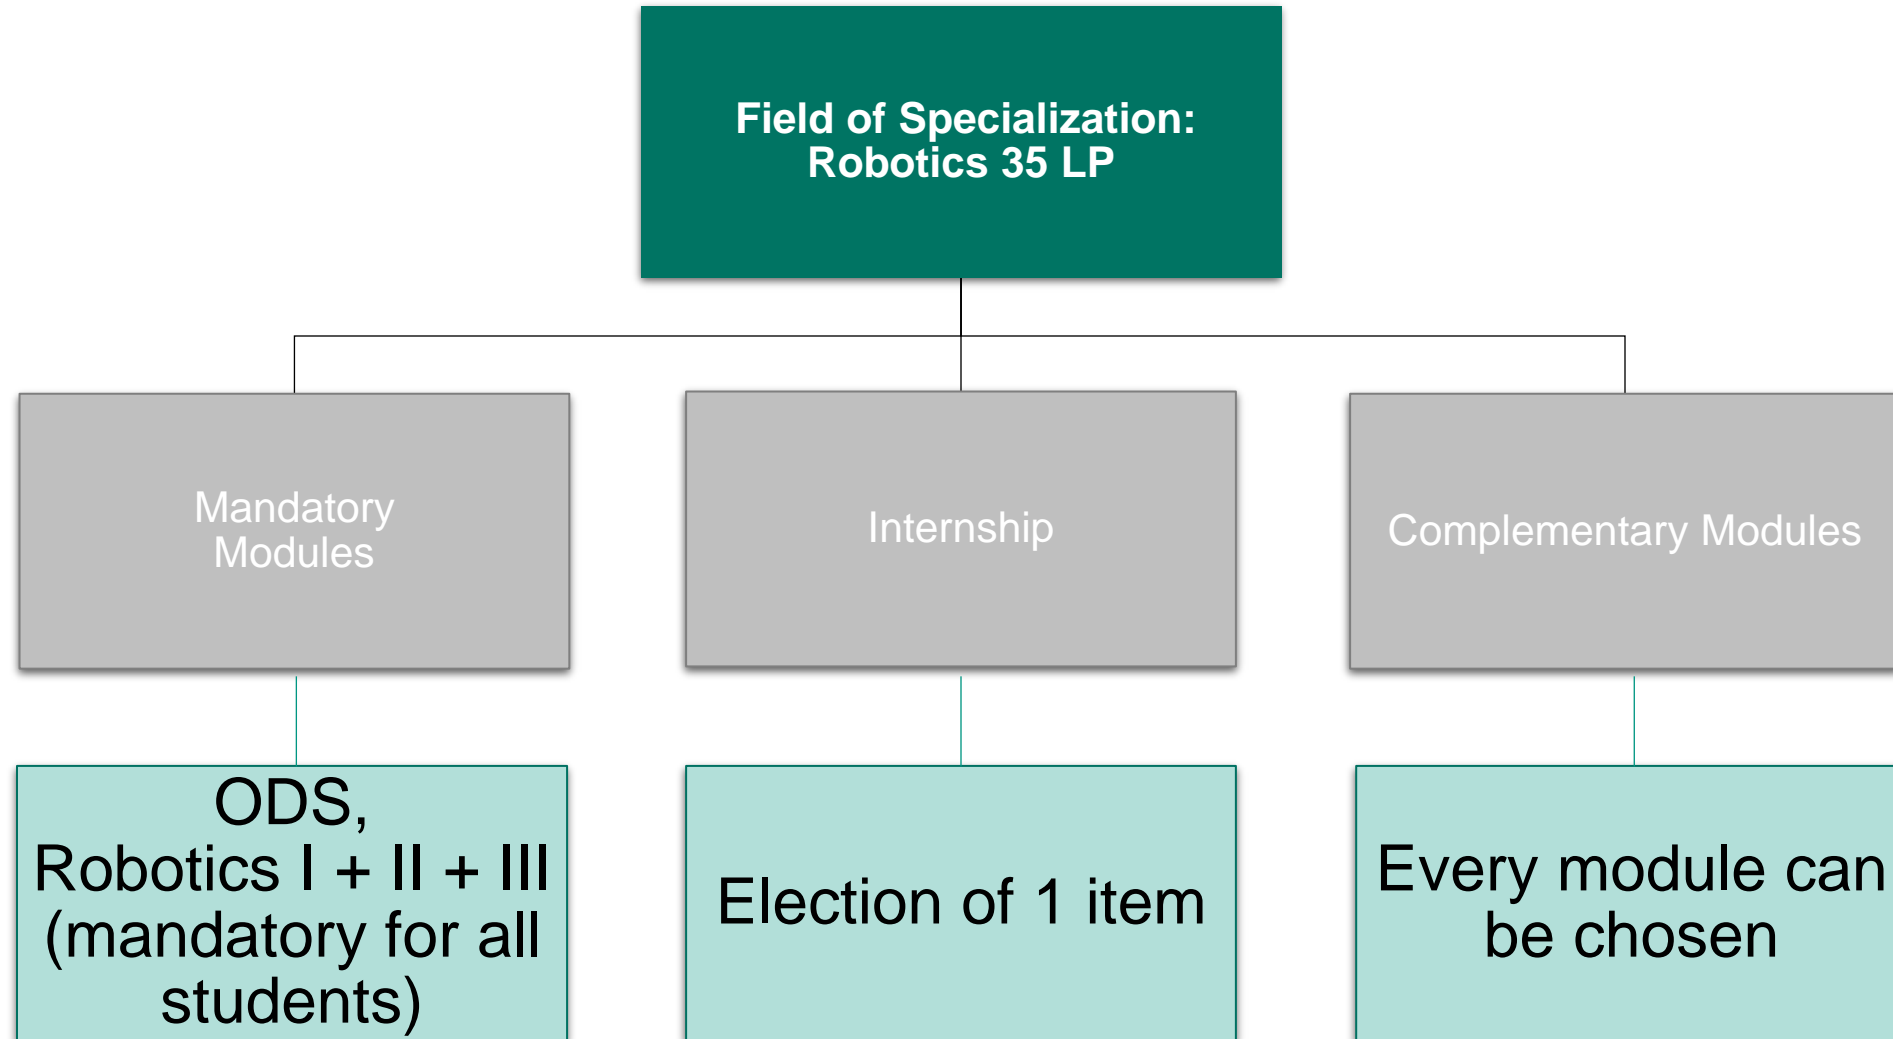 Field of Specialization:
Robotics 35 LP
Mandatory
Modules
Internship
Complementary Modules
ODS,
Robotics I + II + III
(mandatory for all
students)
Election of 1 item
Every module can
be chosen